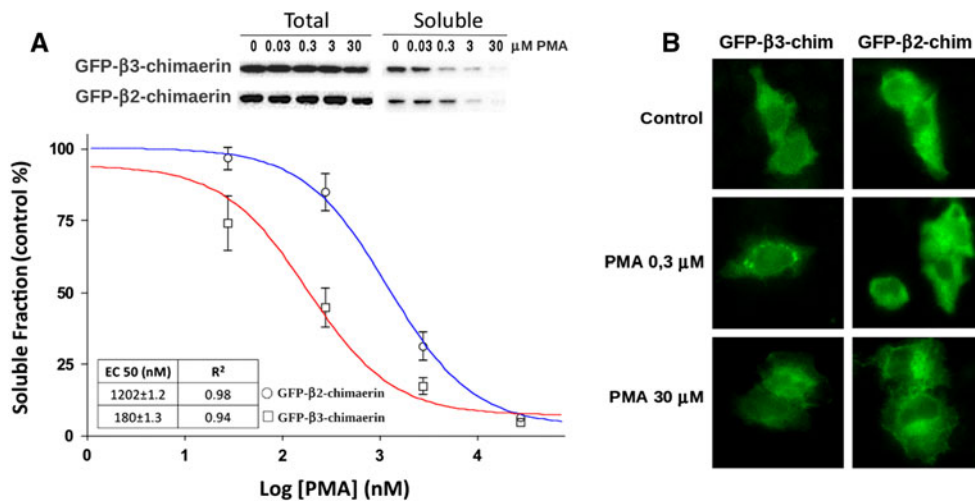 A
Total Soluble
0 0.03 0.3 3 30 0 0.03 0.3 3 30 μM PMA
GFP-β3-chimaerin
GFP-β2-chimaerin
Soluble Fraction (control %)
100
75
50
25
0
EC 50 (nM) R²
1202±1.2 0.98 GFP-β2-chimaerin
180±1.3 0.94 GFP-β3-chimaerin
0 1 2 3 4
Log [PMA] (nM)
B
GFP-β3-chim GFP-β2-chim
Control
PMA 0,3 μM
PMA 30 μM